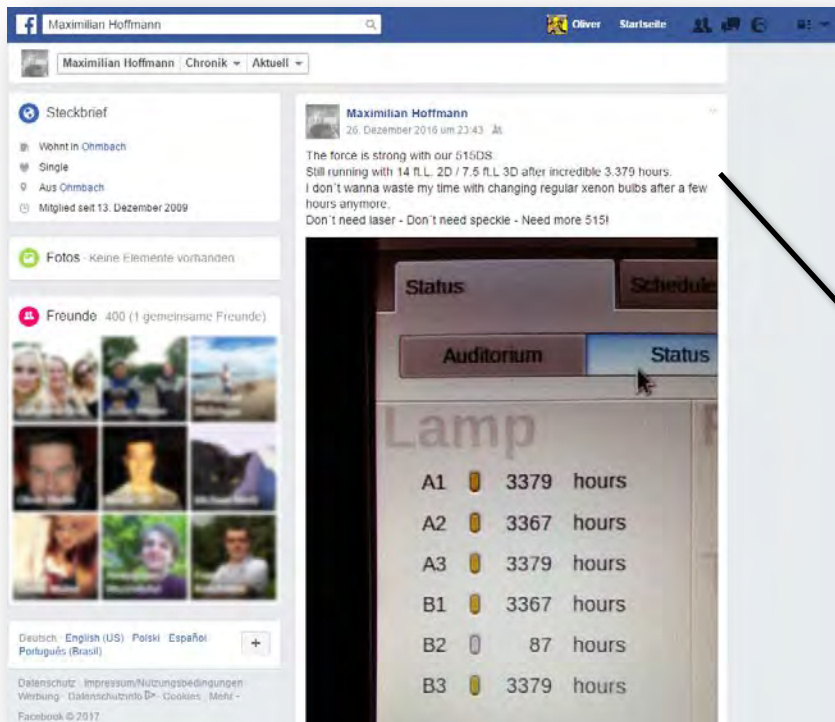 Maximilian Hoffmann
Oliver Startseite
Maximilian Hoffmann Chronik Aktuell
Steckbrief
Wohnt in Ohmbach
Single
Aus Ohmbach
Mitglied seit 13. Dezember 2009
Fotos · Keine Elemente vorhanden
Freunde 400 (1 gemeinsame Freunde)
Deutsch · English (US) · Polski · Español ·
Português (Brasil)
+
Datenschutz · Impressum/Nutzungsbedingungen ·
Werbung · Datenschutzinfo · Cookies · Mehr
Facebook © 2017
Maximilian Hoffmann
26. Dezember 2016 um 23:43
The force is strong with our 515DS.
Still running with 14 ft.L. 2D / 7.5 ft.L 3D after incredible 3.379 hours.
I don´t wanna waste my time with changing regular xenon bulbs after a few
hours anymore.
Don´t need laser - Don´t need speckle - Need more 515!
Status Schedule
Auditorium Status
Lamp
A1 3379 hours
A2 3367 hours
A3 3379 hours
B1 3367 hours
B2 87 hours
B3 3379 hours